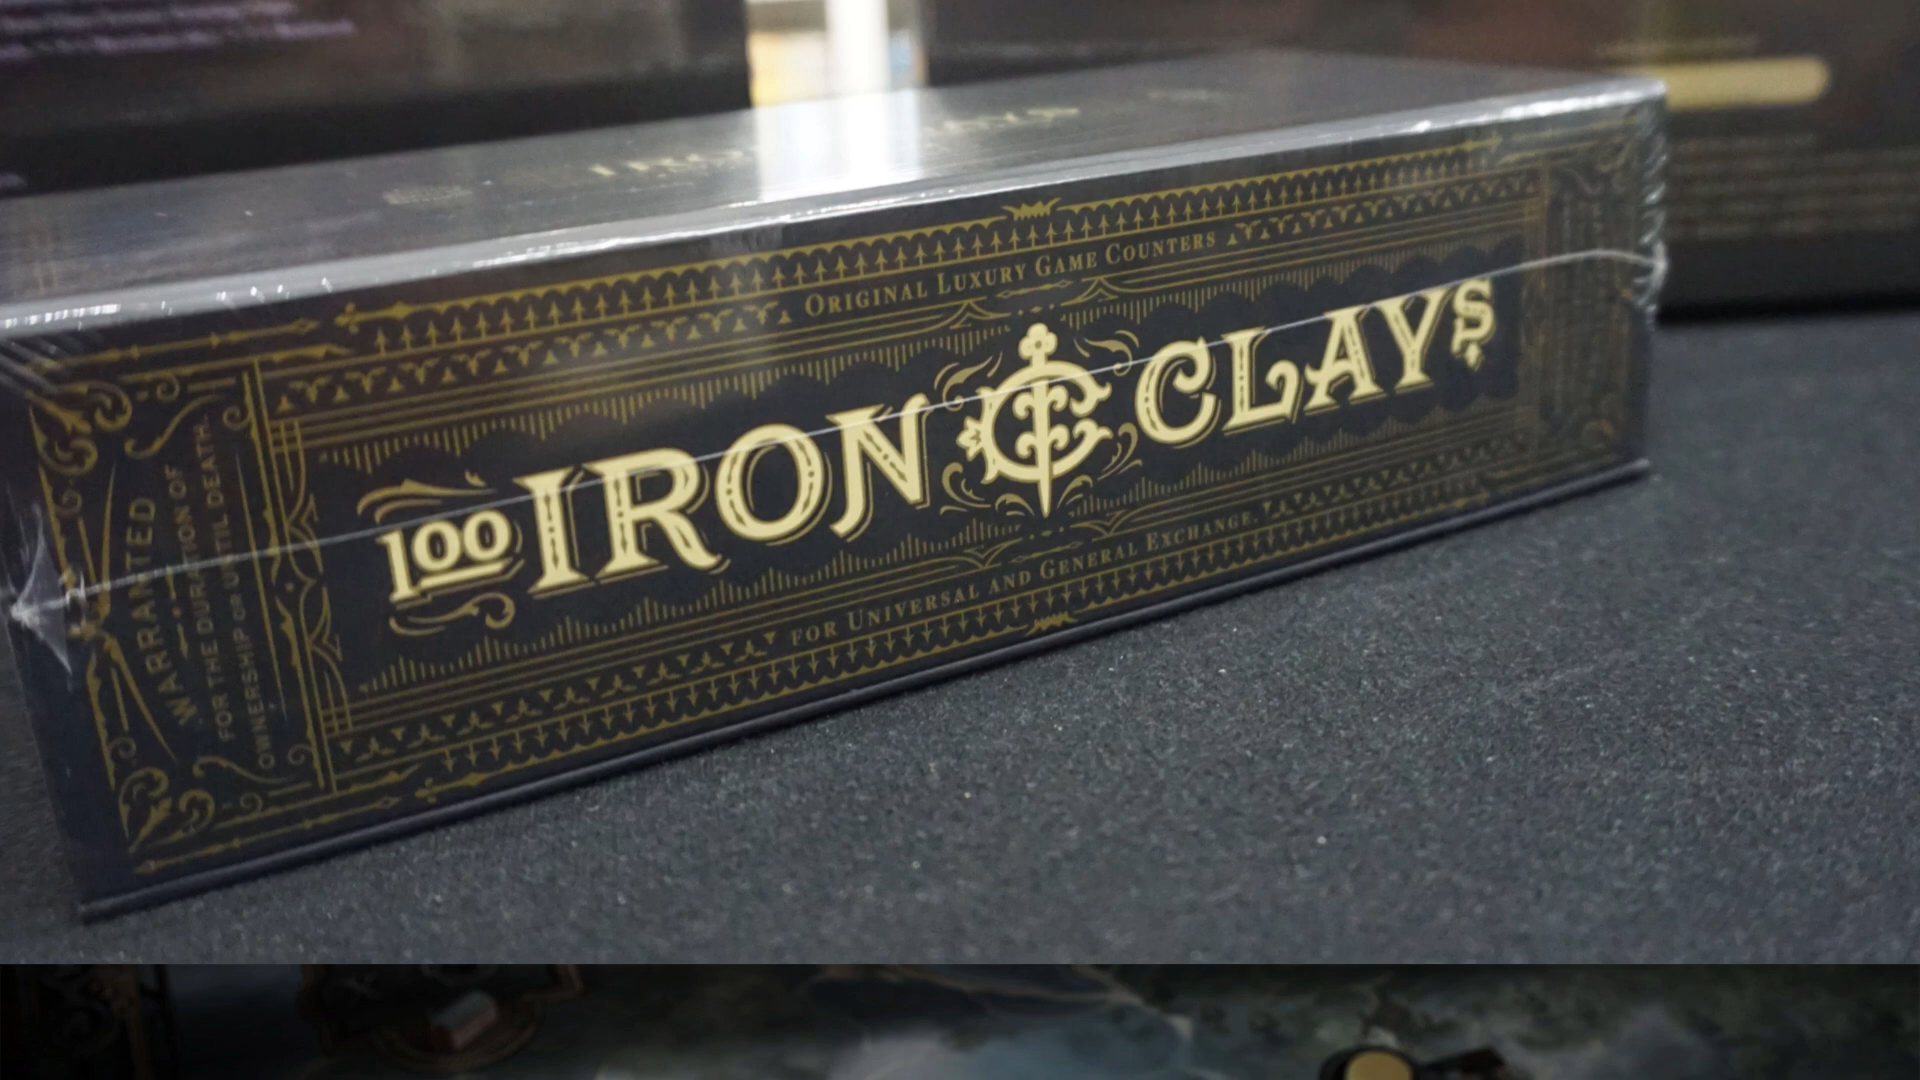 ORIGINAL LUXURY GAME COUNTERS
100 IRON CLAYS
FOR UNIVERSAL AND GENERAL EXCHANGE.
WARRANTED
FOR THE DURATION OF
OWNERSHIP OR UNTIL DEATH.